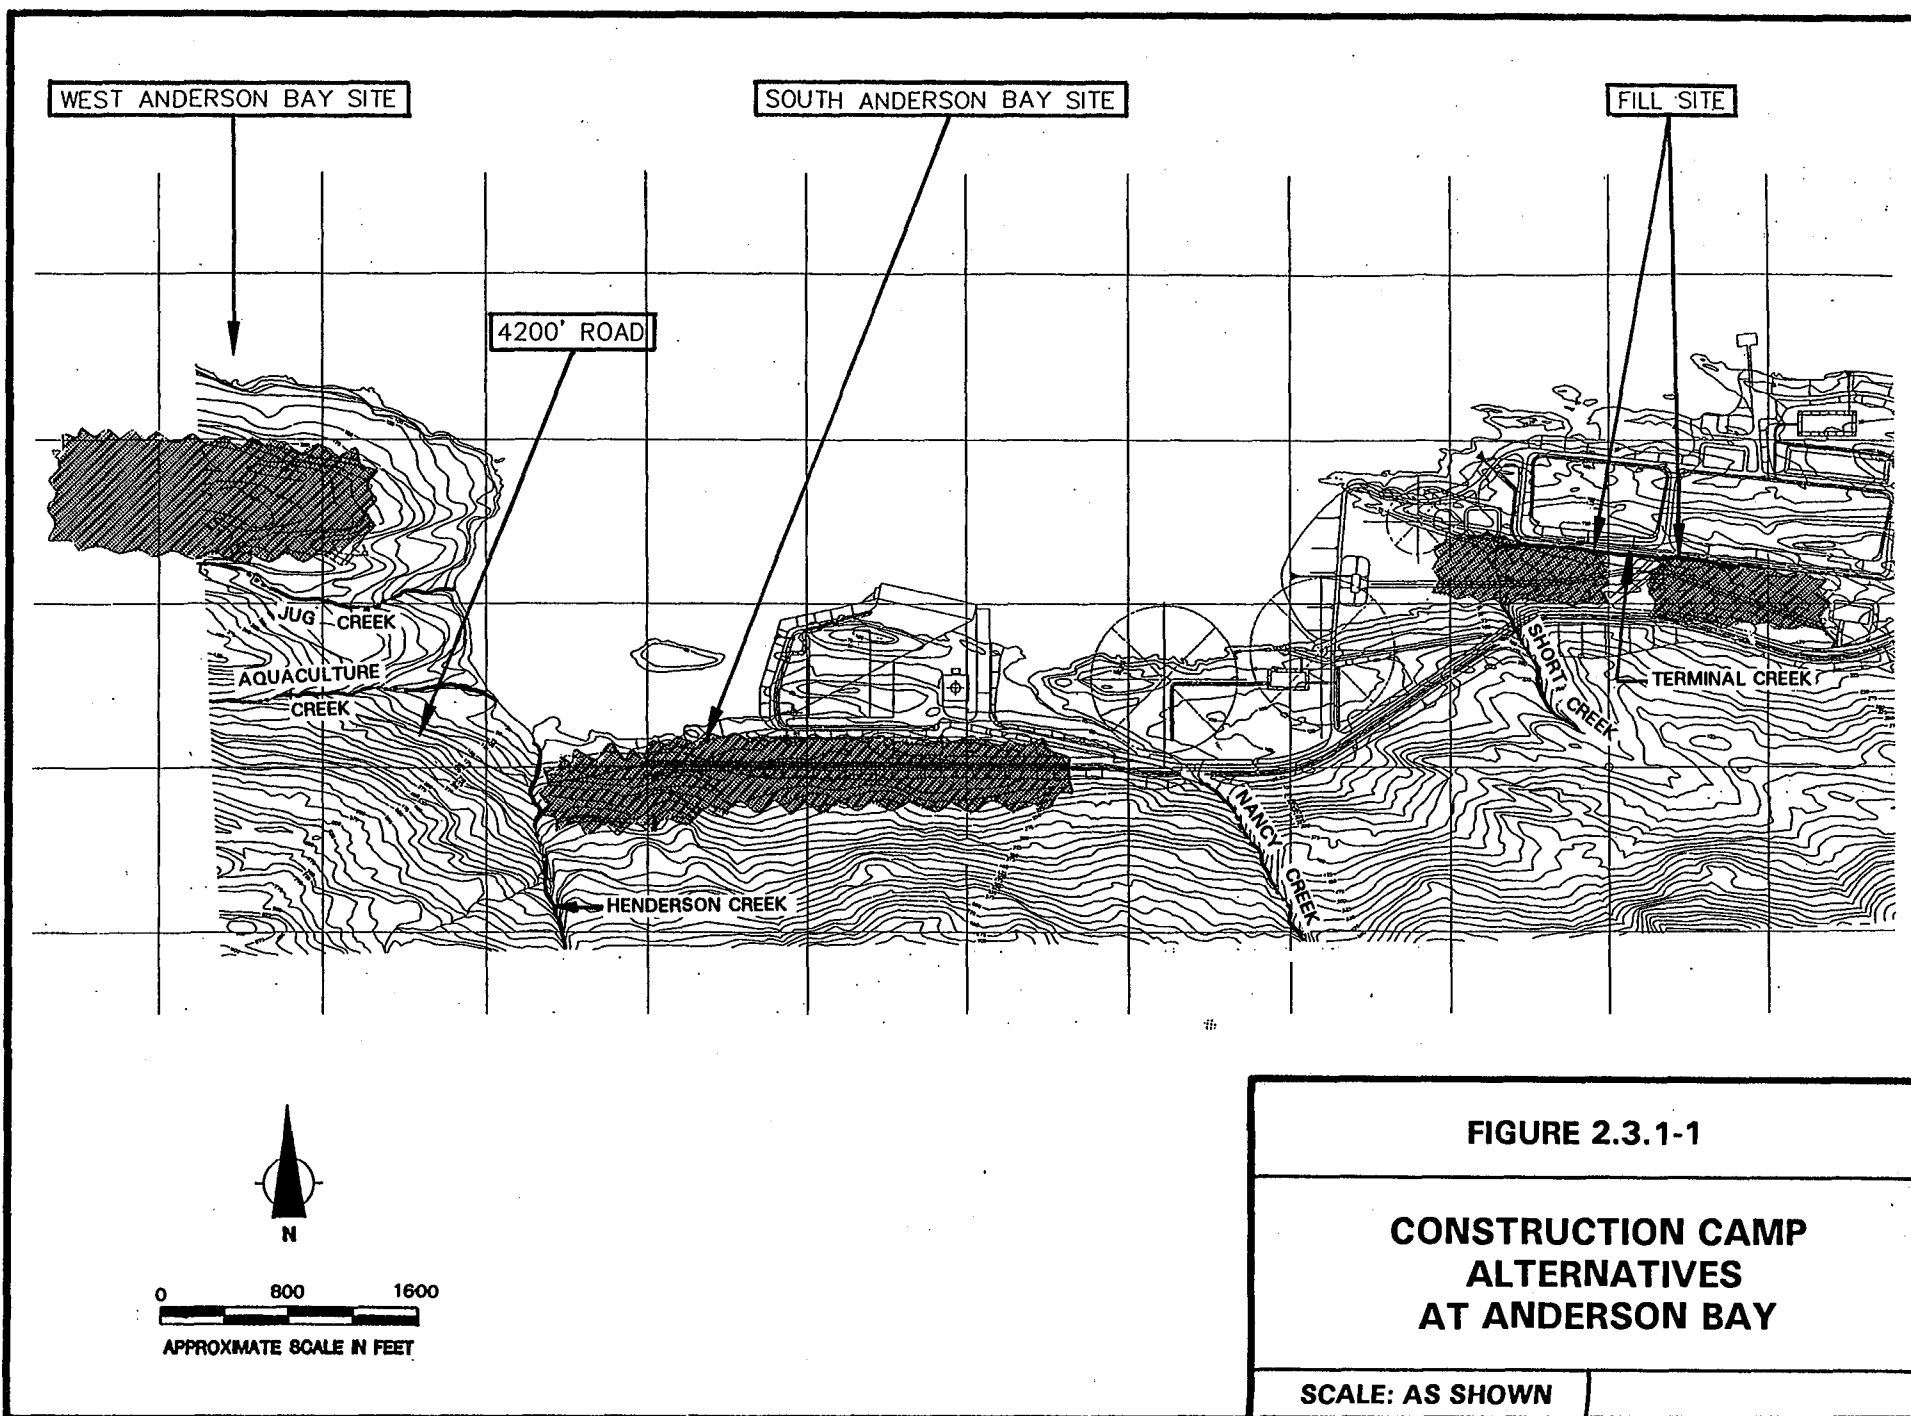 WEST ANDERSON BAY SITE
SOUTH ANDERSON BAY SITE
FILL SITE
4200' ROAD
JUG CREEK
AQUACULTURE
CREEK
SHORT CREEK
TERMINAL CREEK
NANCY CREEK
HENDERSON CREEK
N
0 800 1600
APPROXIMATE SCALE IN FEET
FIGURE 2.3.1-1
CONSTRUCTION CAMP
ALTERNATIVES
AT ANDERSON BAY
SCALE: AS SHOWN